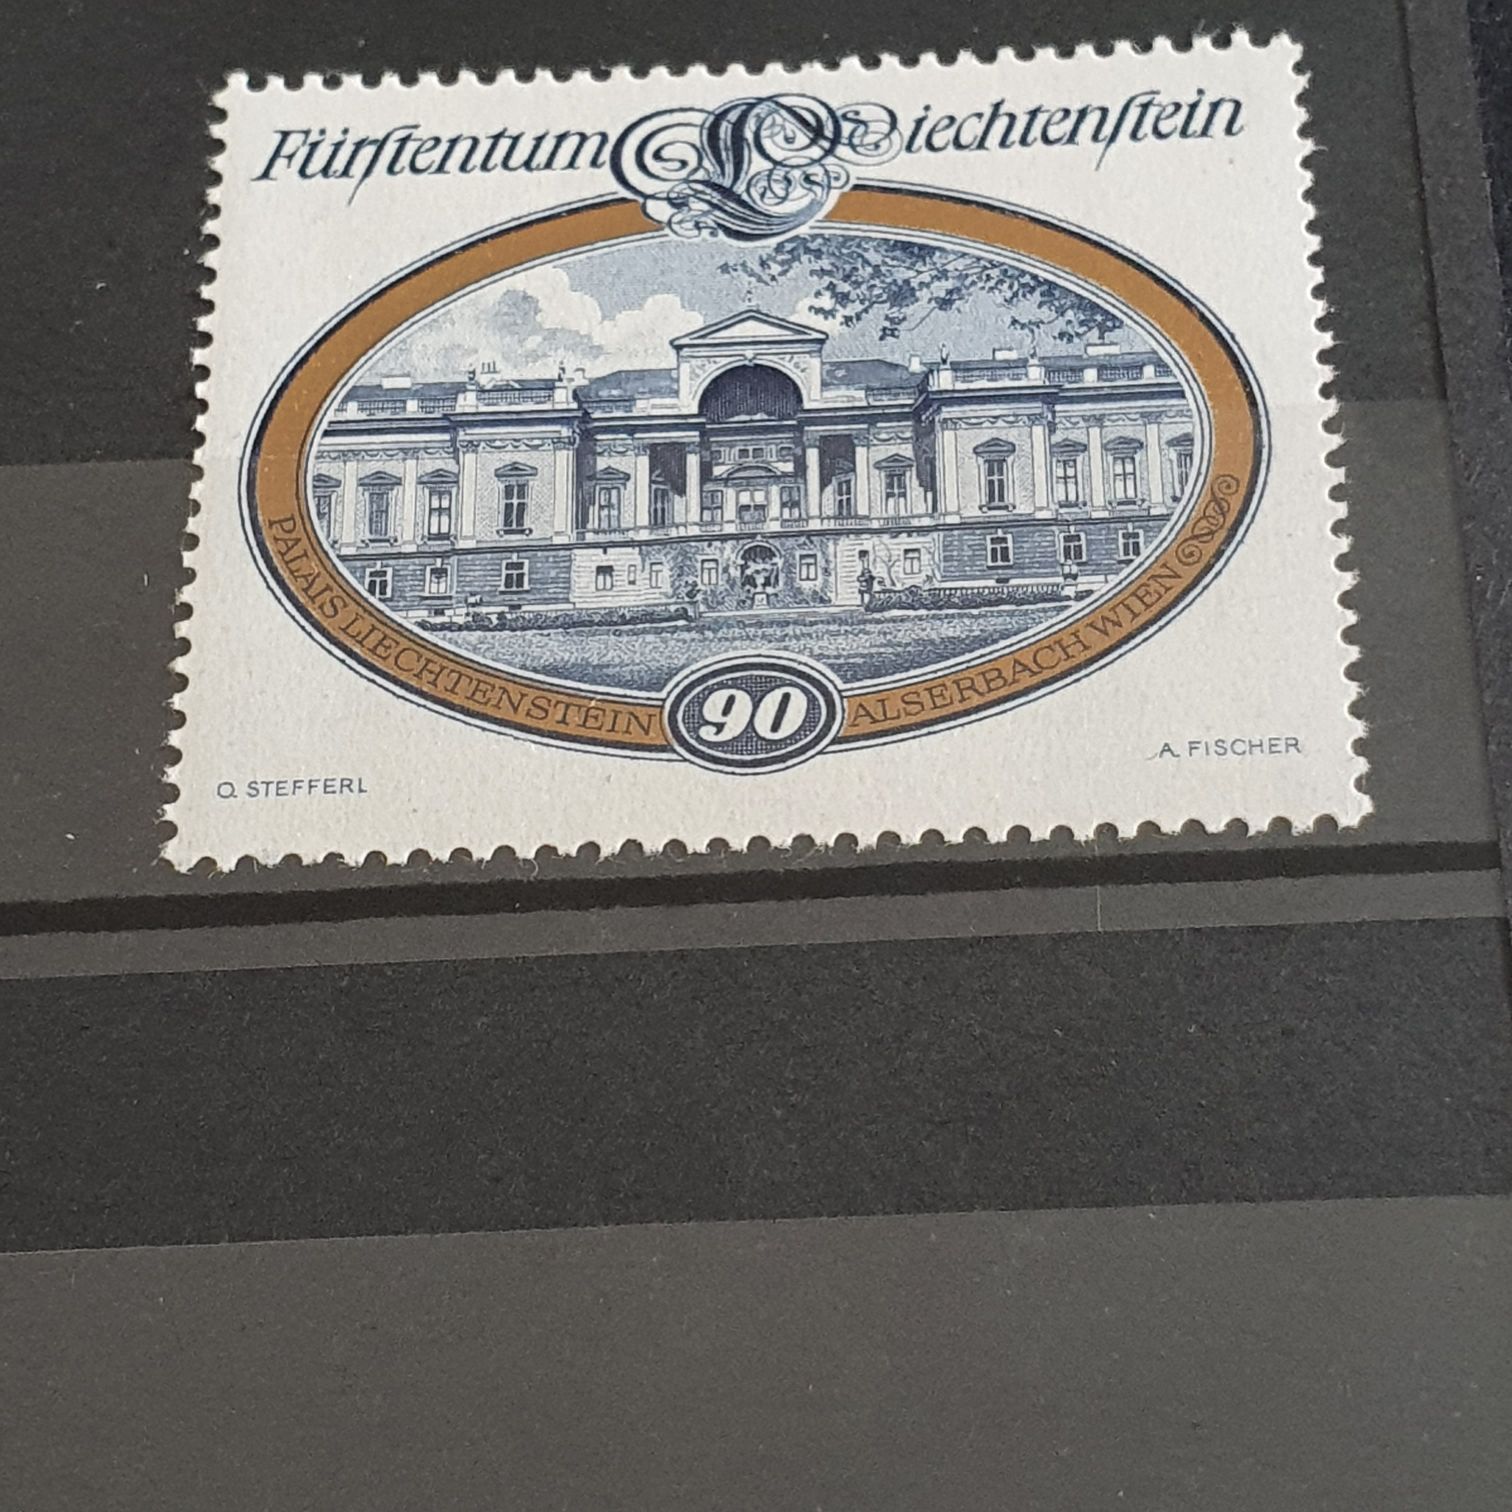 Fürstentum Liechtenstein
PALAIS LIECHTENSTEIN ALSERBACH WIEN
90
O. STEFFERL
A. FISCHER